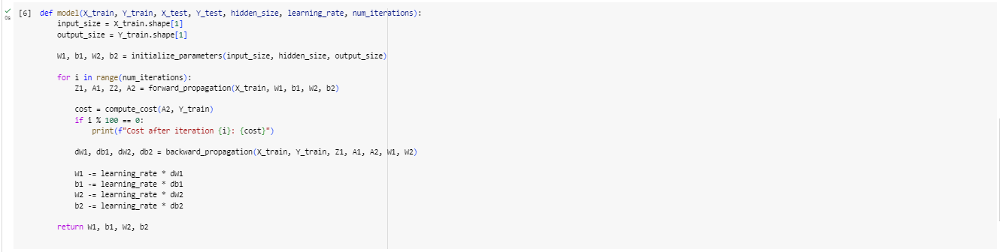 [6] def model(X_train, Y_train, X_test, Y_test, hidden_size, learning_rate, num_iterations):
0s
    input_size = X_train.shape[1]
    output_size = Y_train.shape[1]
    W1, b1, W2, b2 = initialize_parameters(input_size, hidden_size, output_size)
    for i in range(num_iterations):
        Z1, A1, Z2, A2 = forward_propagation(X_train, W1, b1, W2, b2)
        cost = compute_cost(A2, Y_train)
        if i % 100 == 0:
            print(f"Cost after iteration {i}: {cost}")
        dW1, db1, dW2, db2 = backward_propagation(X_train, Y_train, Z1, A1, A2, W1, W2)
        W1 -= learning_rate * dW1
        b1 -= learning_rate * db1
        W2 -= learning_rate * dW2
        b2 -= learning_rate * db2
    return W1, b1, W2, b2